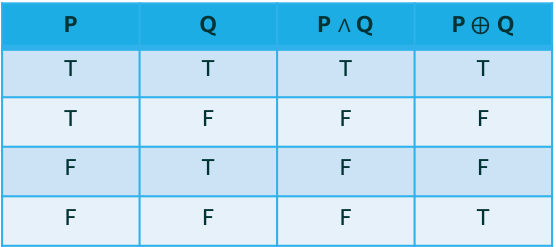 P Q P ∧ Q P ⊕ Q
T T T T
T F F F
F T F F
F F F T